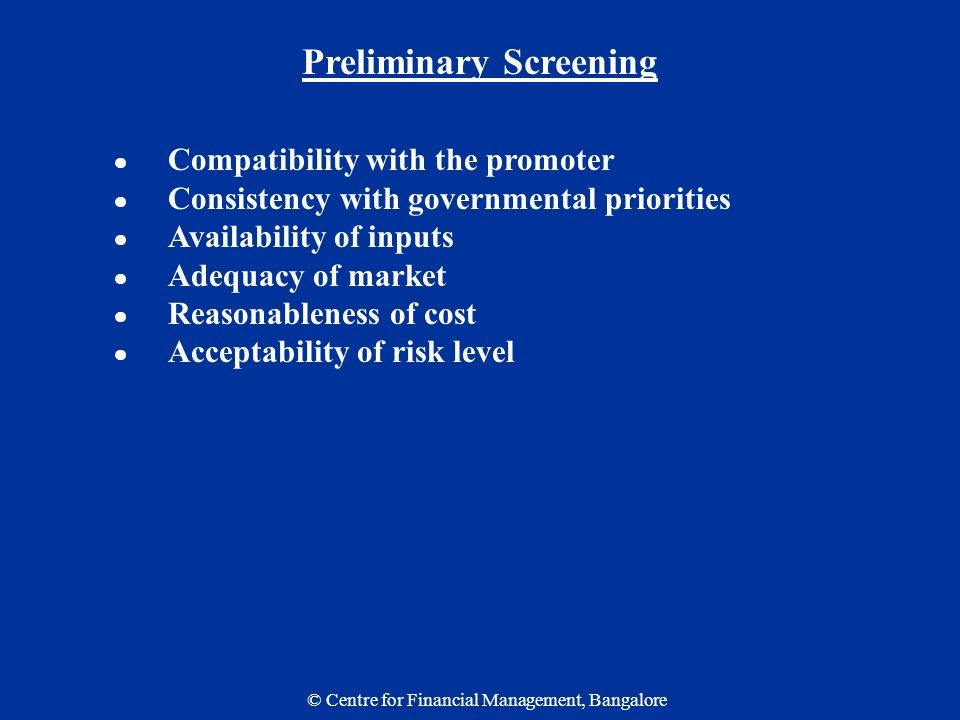 Preliminary Screening
● Compatibility with the promoter
● Consistency with governmental priorities
● Availability of inputs
● Adequacy of market
● Reasonableness of cost
● Acceptability of risk level
© Centre for Financial Management, Bangalore